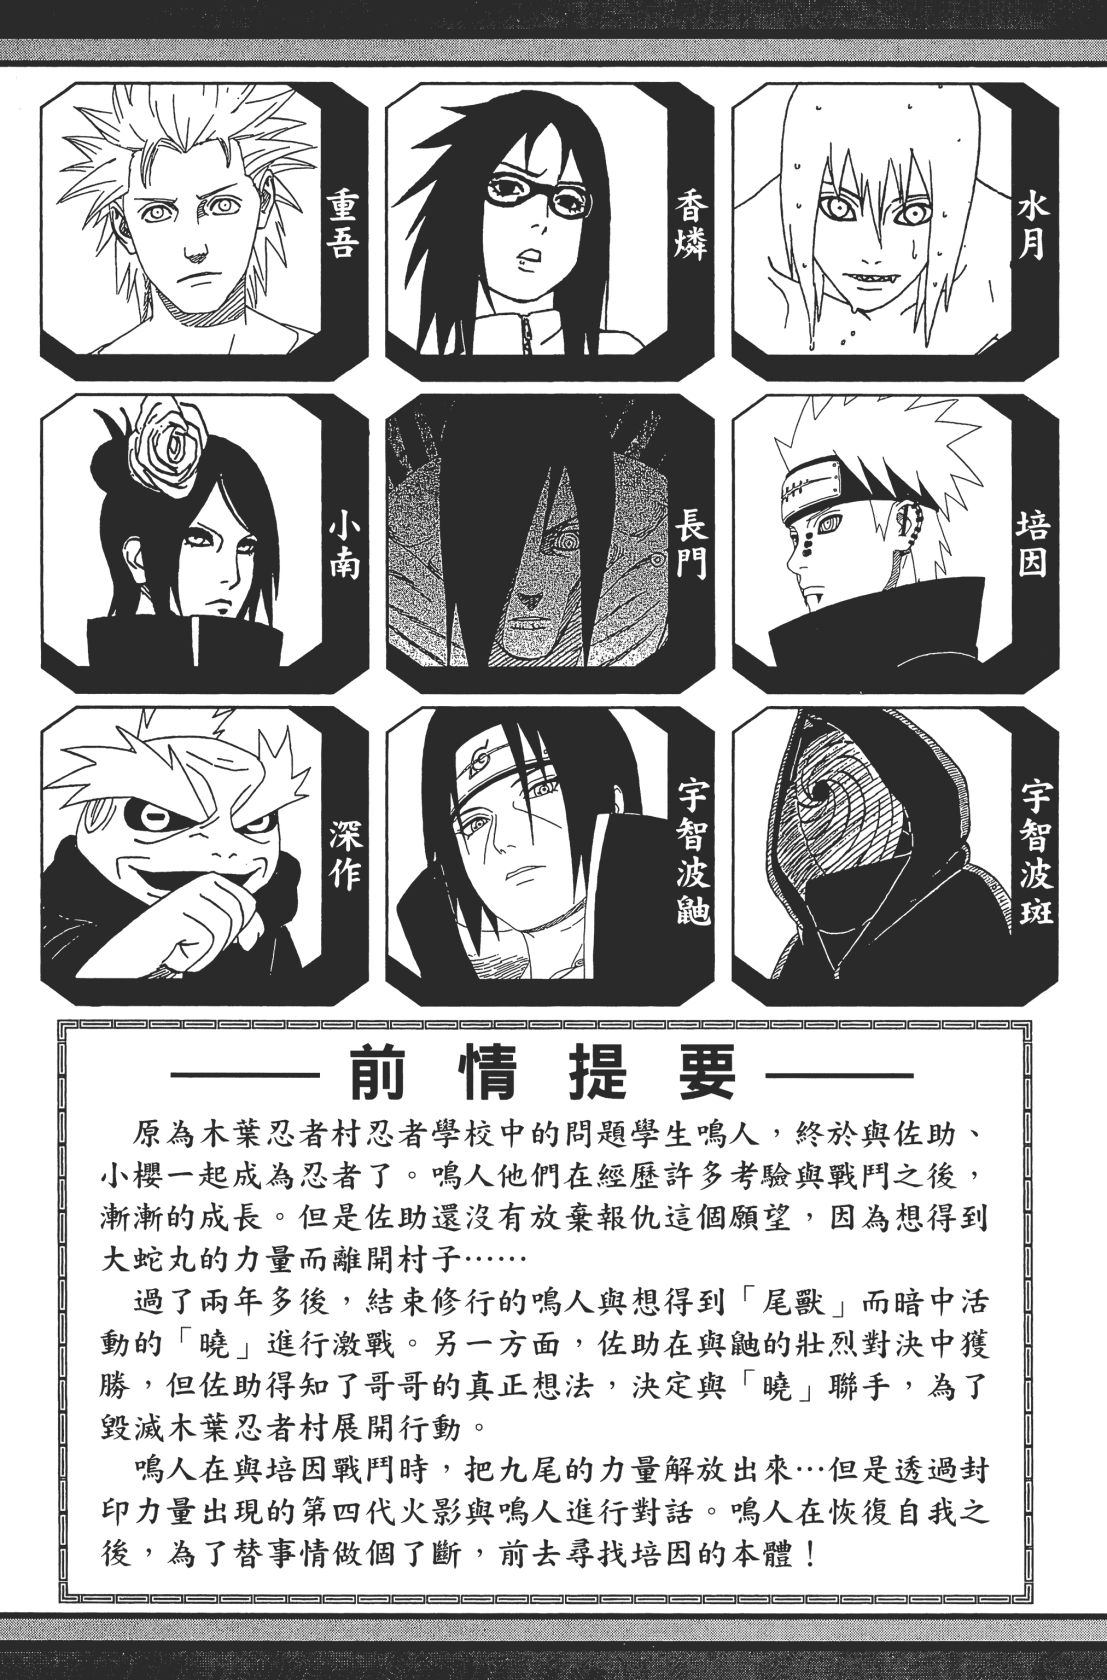 重吾
香燐
水月
小南
長門
培因
深作
宇智波鼬
宇智波斑
前情提要
原為木葉忍者村忍者學校中的問題學生鳴人，終於與佐助、
小櫻一起成為忍者了。鳴人他們在經歷許多考驗與戰鬥之後，
漸漸的成長。但是佐助還沒有放棄報仇這個願望，因為想得到
大蛇丸的力量而離開村子⋯⋯
過了兩年多後，結束修行的鳴人與想得到「尾獸」而暗中活
動的「曉」進行激戰。另一方面，佐助在與鼬的壯烈對決中獲
勝，但佐助得知了哥哥的真正想法，決定與「曉」聯手，為了
毀滅木葉忍者村展開行動。
鳴人在與培因戰鬥時，把九尾的力量解放出來⋯但是透過封
印力量出現的第四代火影與鳴人進行對話。鳴人在恢復自我之
後，為了替事情做個了斷，前去尋找培因的本體！